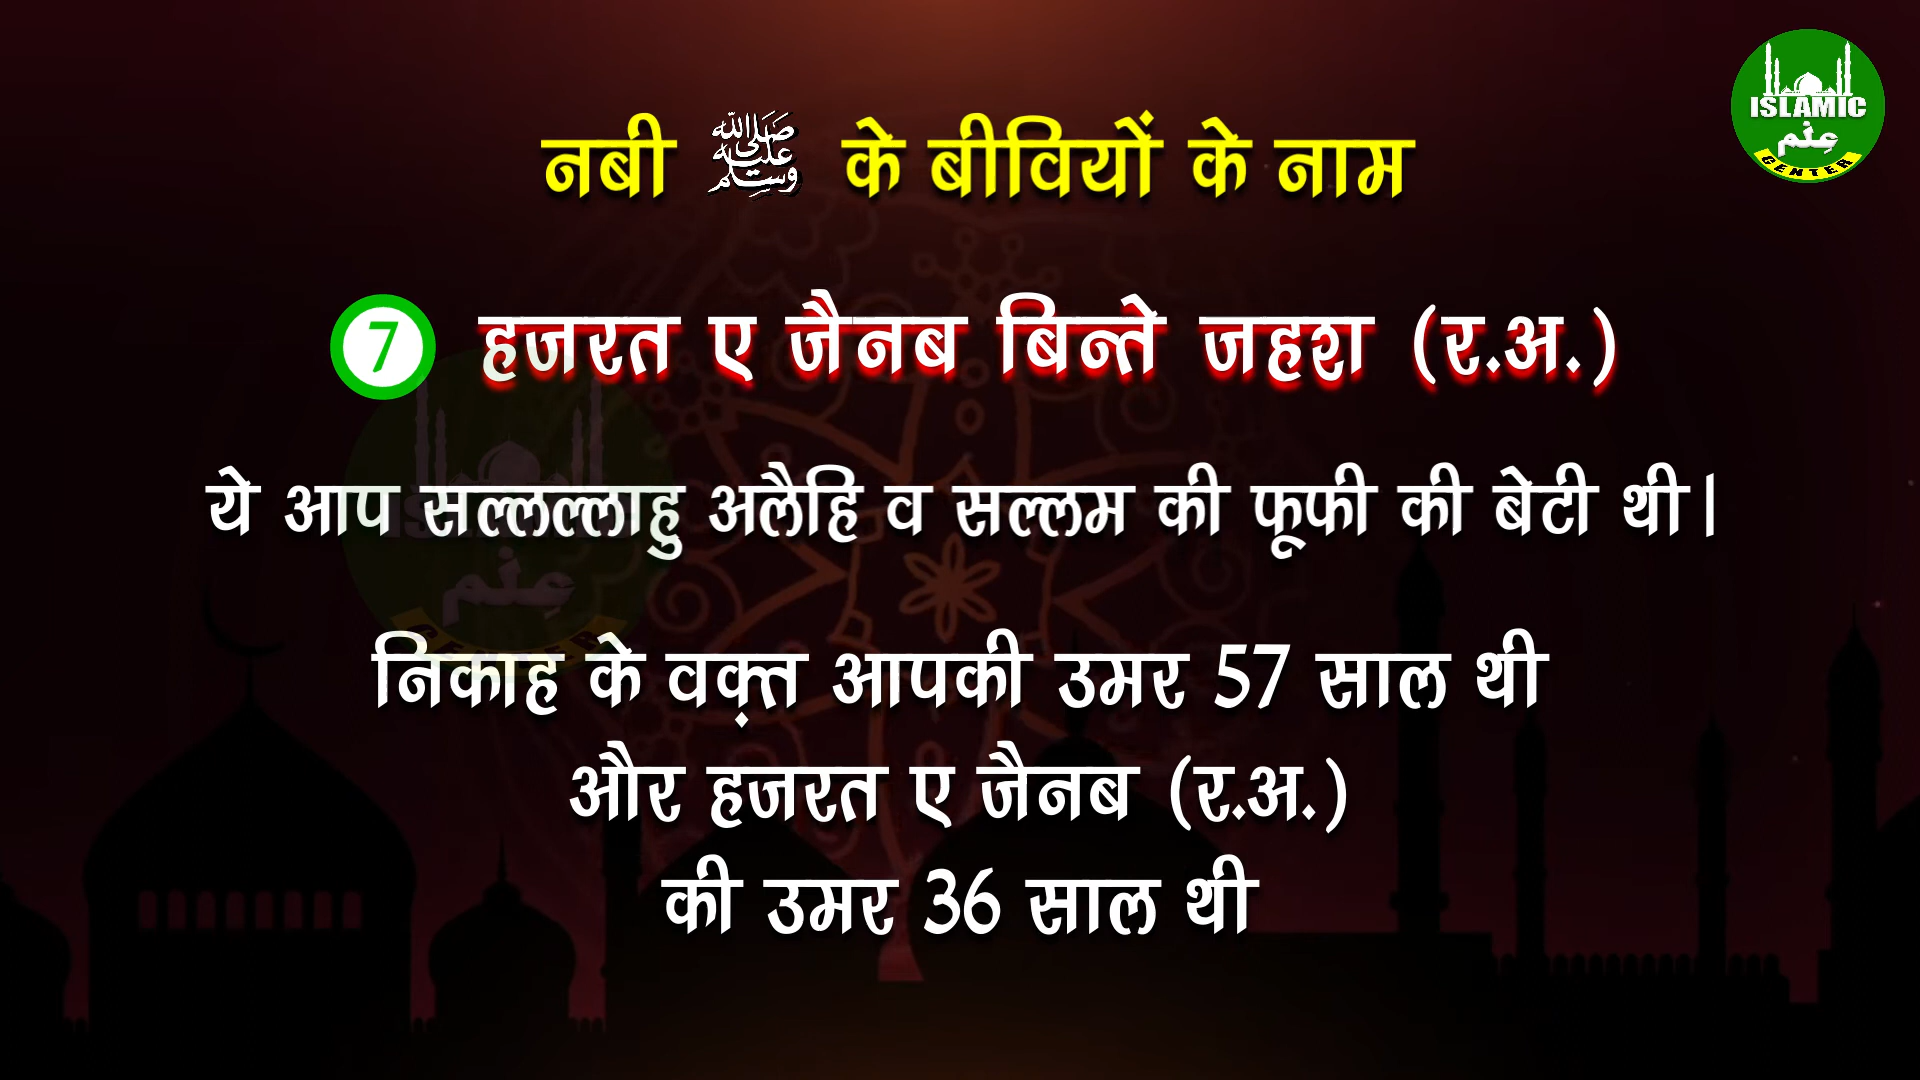 नबी ﷺ के बीवियों के नाम
ISLAMIC
علم
CENTER
7 हजरत ए जैनब बिन्ते जहश (र.अ.)
ये आप सल्लल्लाहु अलैहि व सल्लम की फूफी की बेटी थी।
निकाह के वक़्त आपकी उमर 57 साल थी
और हजरत ए जैनब (र.अ.)
की उमर 36 साल थी